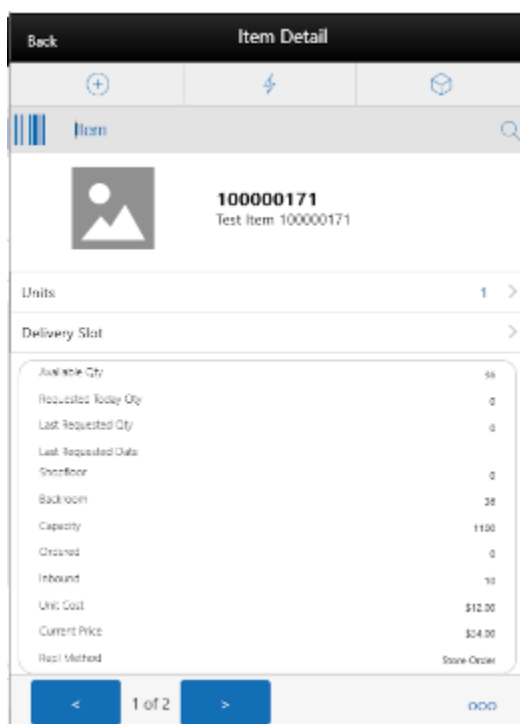 Back
Item Detail
Item
100000171
Test Item 100000171
Units 1 >
Delivery Slot >
Available Qty 36
Requested Today Qty 0
Last Requested Qty 0
Last Requested Date
Shopfloor 0
Backroom 36
Capacity 1100
Ordered 0
Inbound 10
Unit Cost $12.00
Current Price $34.00
Repl Method Store Order
< 1 of 2 >